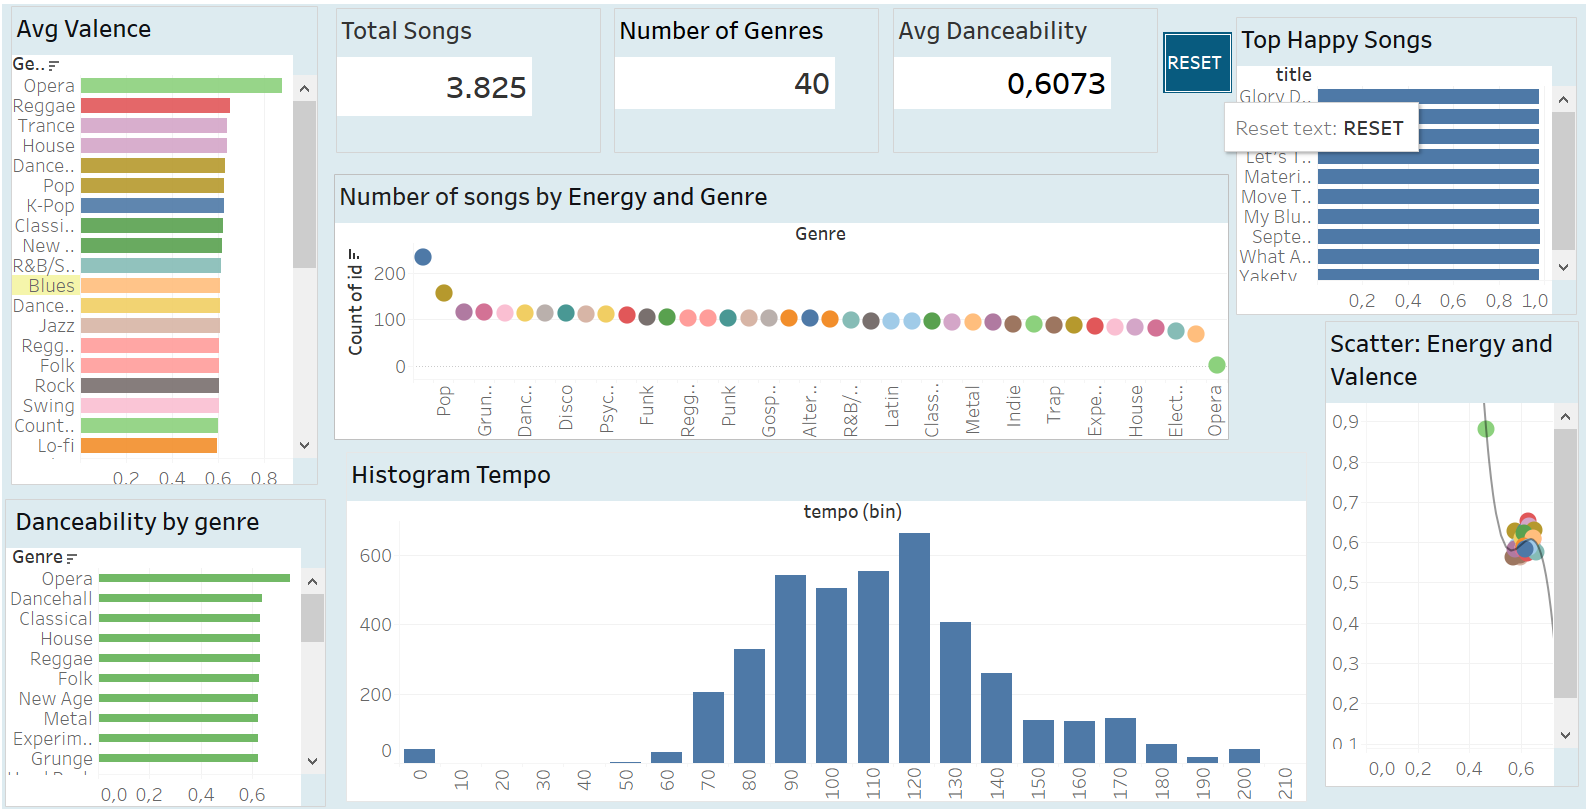 Avg Valence
Ge..
Opera
Reggae
Trance
House
Dance..
Pop
K-Pop
Classi..
New ..
R&B/S..
Blues
Dance..
Jazz
Regg..
Folk
Rock
Swing
Count..
Lo-fi
0,2 0,4 0,6 0,8
Total Songs
3.825
Number of Genres
40
Avg Danceability
0,6073
RESET
Top Happy Songs
title
Glory D..
Reset text: RESET
Let's T..
Materi..
Move T..
My Blu..
Septe..
What A..
Yakety
0,2 0,4 0,6 0,8 1,0
Number of songs by Energy and Genre
Genre
Count of id
200
100
0
Pop Grun.. Danc.. Disco Psyc.. Funk Regg.. Punk Gosp.. Alter.. R&B/.. Latin Class.. Metal Indie Trap Expe.. House Elect.. Opera
Scatter: Energy and
Valence
0,9
0,8
0,7
0,6
0,5
0,4
0,3
0,2
0,1
0,0 0,2 0,4 0,6
Danceability by genre
Genre
Opera
Dancehall
Classical
House
Reggae
Folk
New Age
Metal
Experim..
Grunge
0,0 0,2 0,4 0,6
Histogram Tempo
tempo (bin)
600
400
200
0
0 10 20 30 40 50 60 70 80 90 100 110 120 130 140 150 160 170 180 190 200 210